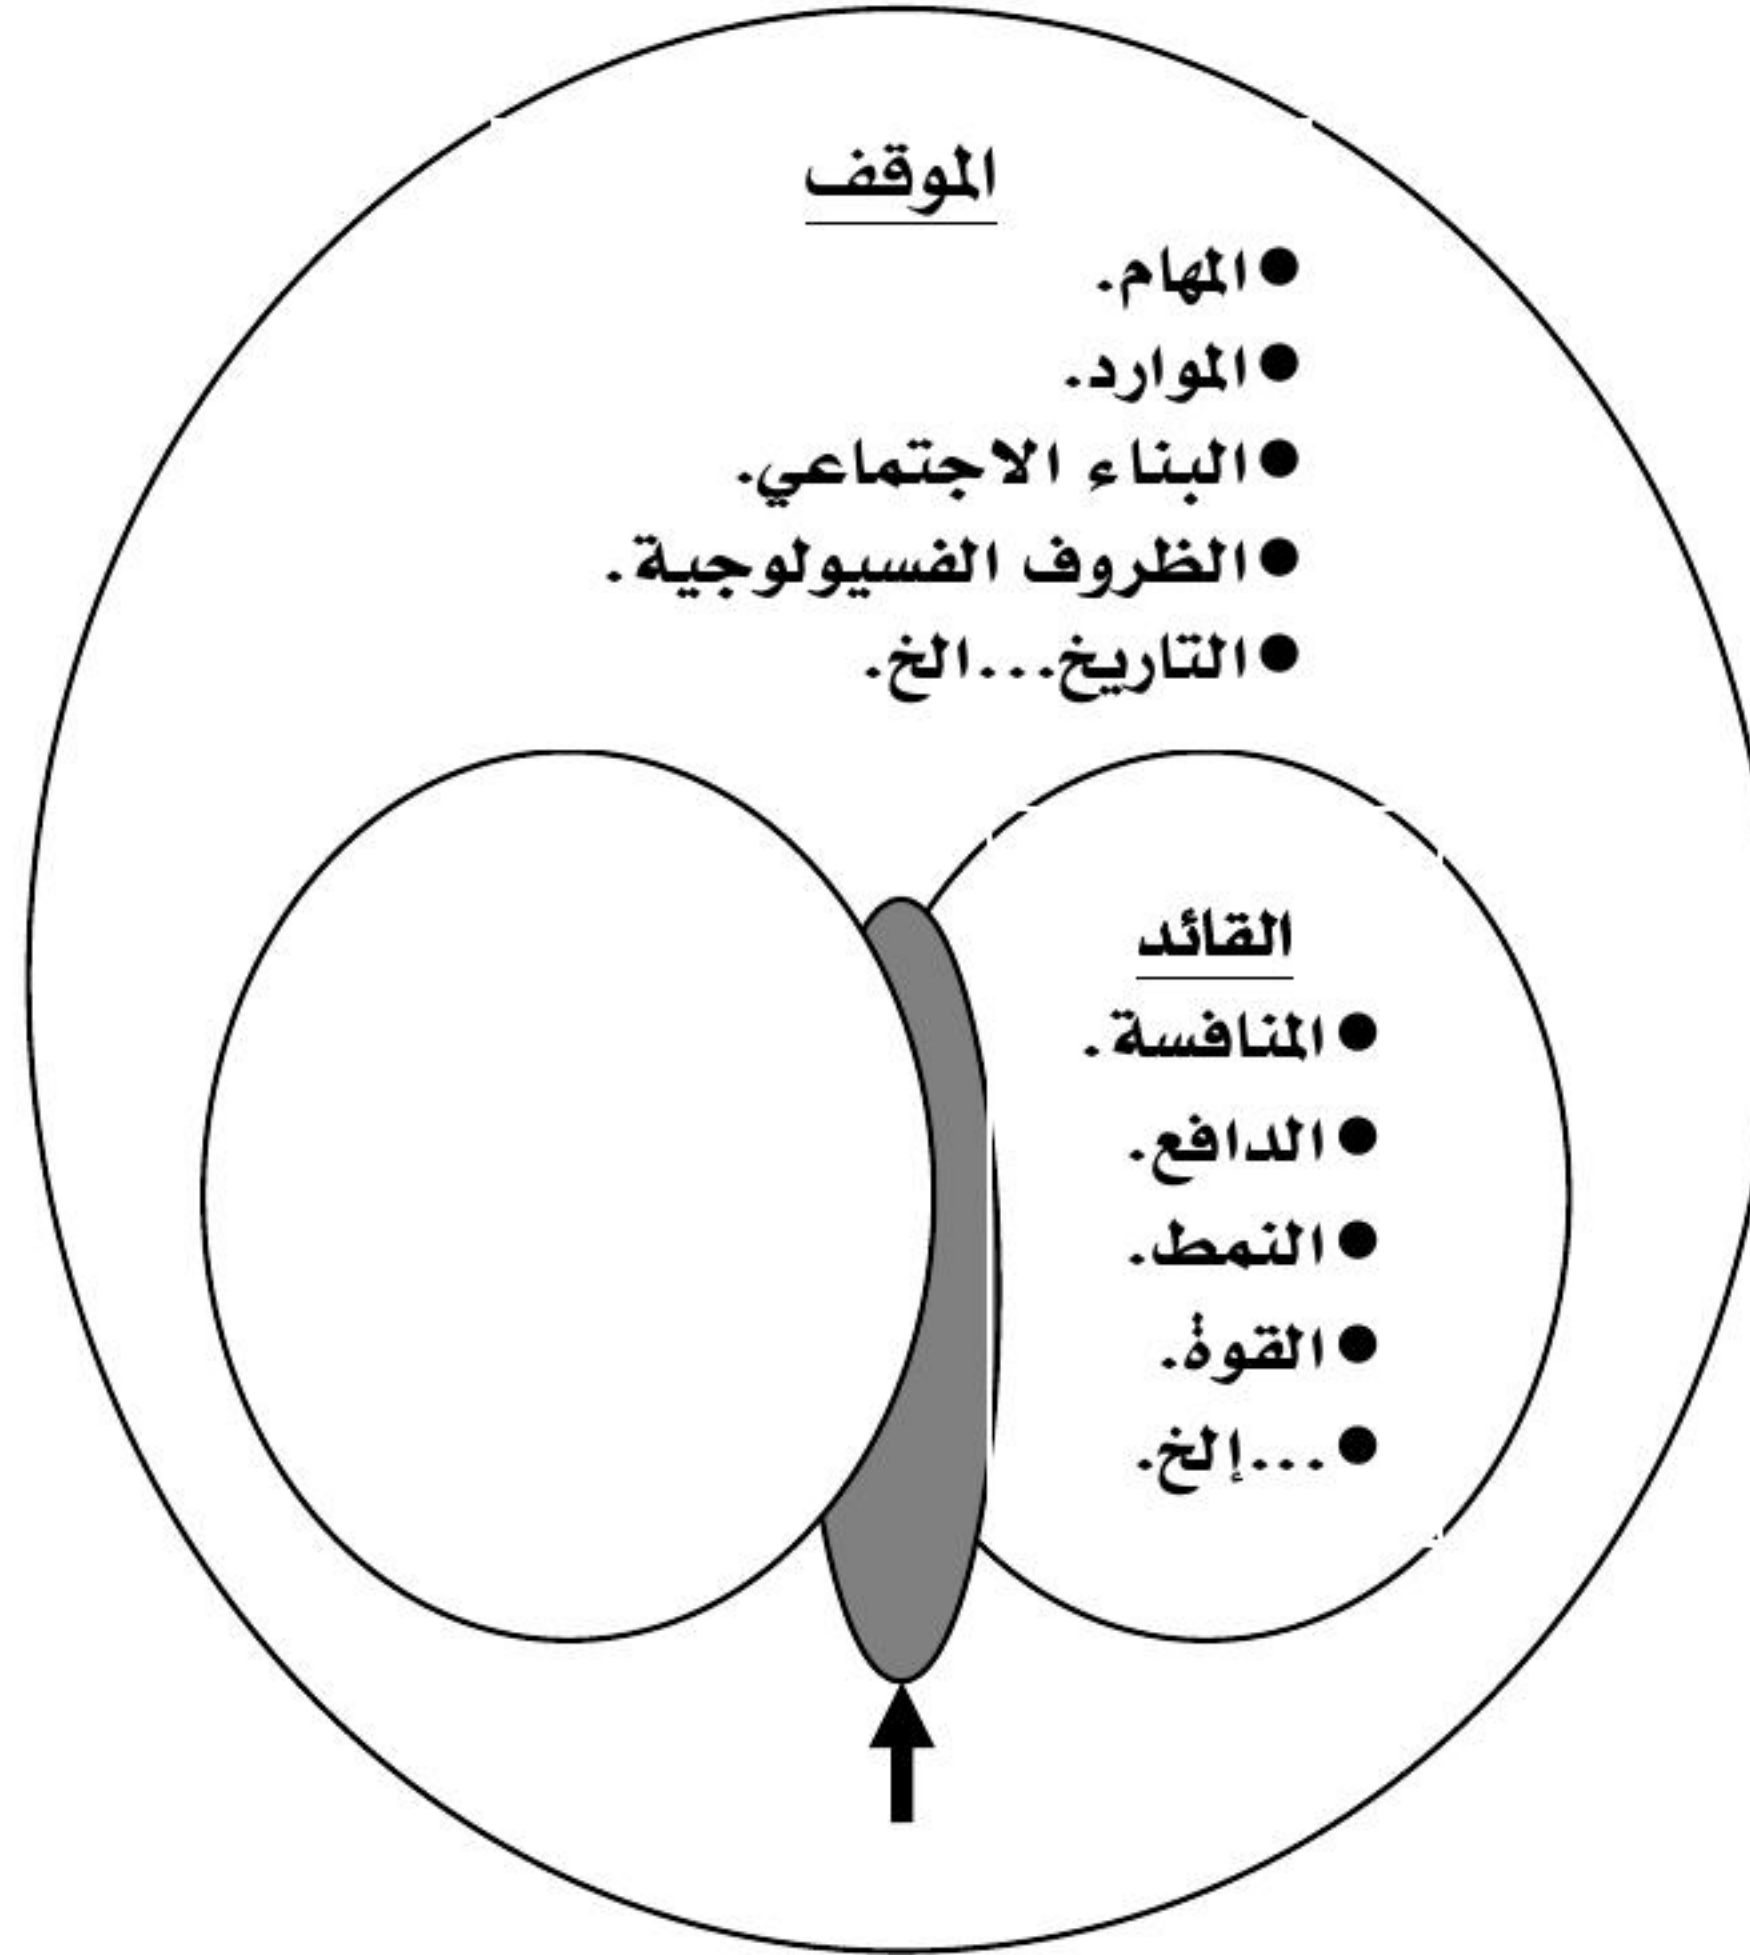 الموقف
● المهام.
● الموارد.
● البناء الاجتماعي.
● الظروف الفسيولوجية.
● التاريخ...الخ.
القائد
● المنافسة.
● الدافع.
● النمط.
● القوة.
● ...إلخ.